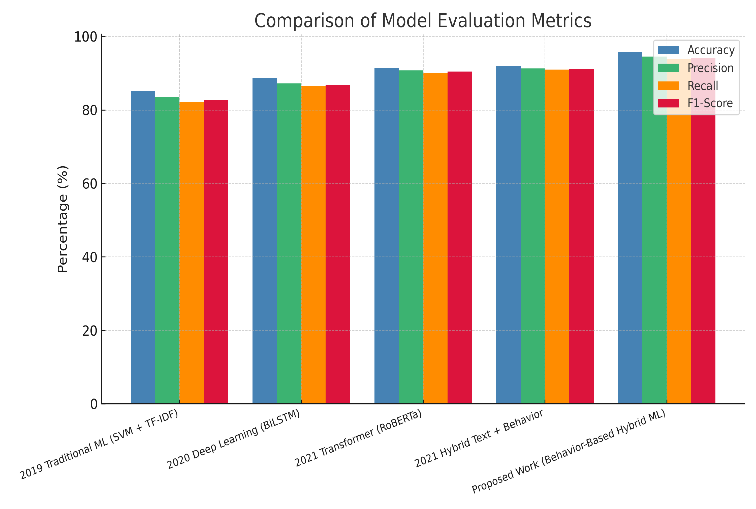 Comparison of Model Evaluation Metrics
Accuracy
Precision
Recall
F1-Score
Percentage (%)
100
80
60
40
20
0
2019 Traditional ML (SVM + TF-IDF)
2020 Deep Learning (BiLSTM)
2021 Transformer (RoBERTa)
2021 Hybrid Text + Behavior
Proposed Work (Behavior-Based Hybrid ML)